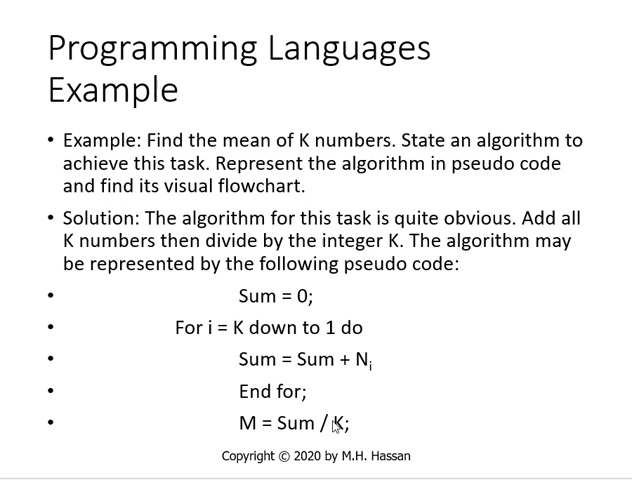 Programming Languages
Example
• Example: Find the mean of K numbers. State an algorithm to
achieve this task. Represent the algorithm in pseudo code
and find its visual flowchart.
• Solution: The algorithm for this task is quite obvious. Add all
K numbers then divide by the integer K. The algorithm may
be represented by the following pseudo code:
• Sum = 0;
• For i = K down to 1 do
• Sum = Sum + Nᵢ
• End for;
• M = Sum / K;
Copyright © 2020 by M.H. Hassan